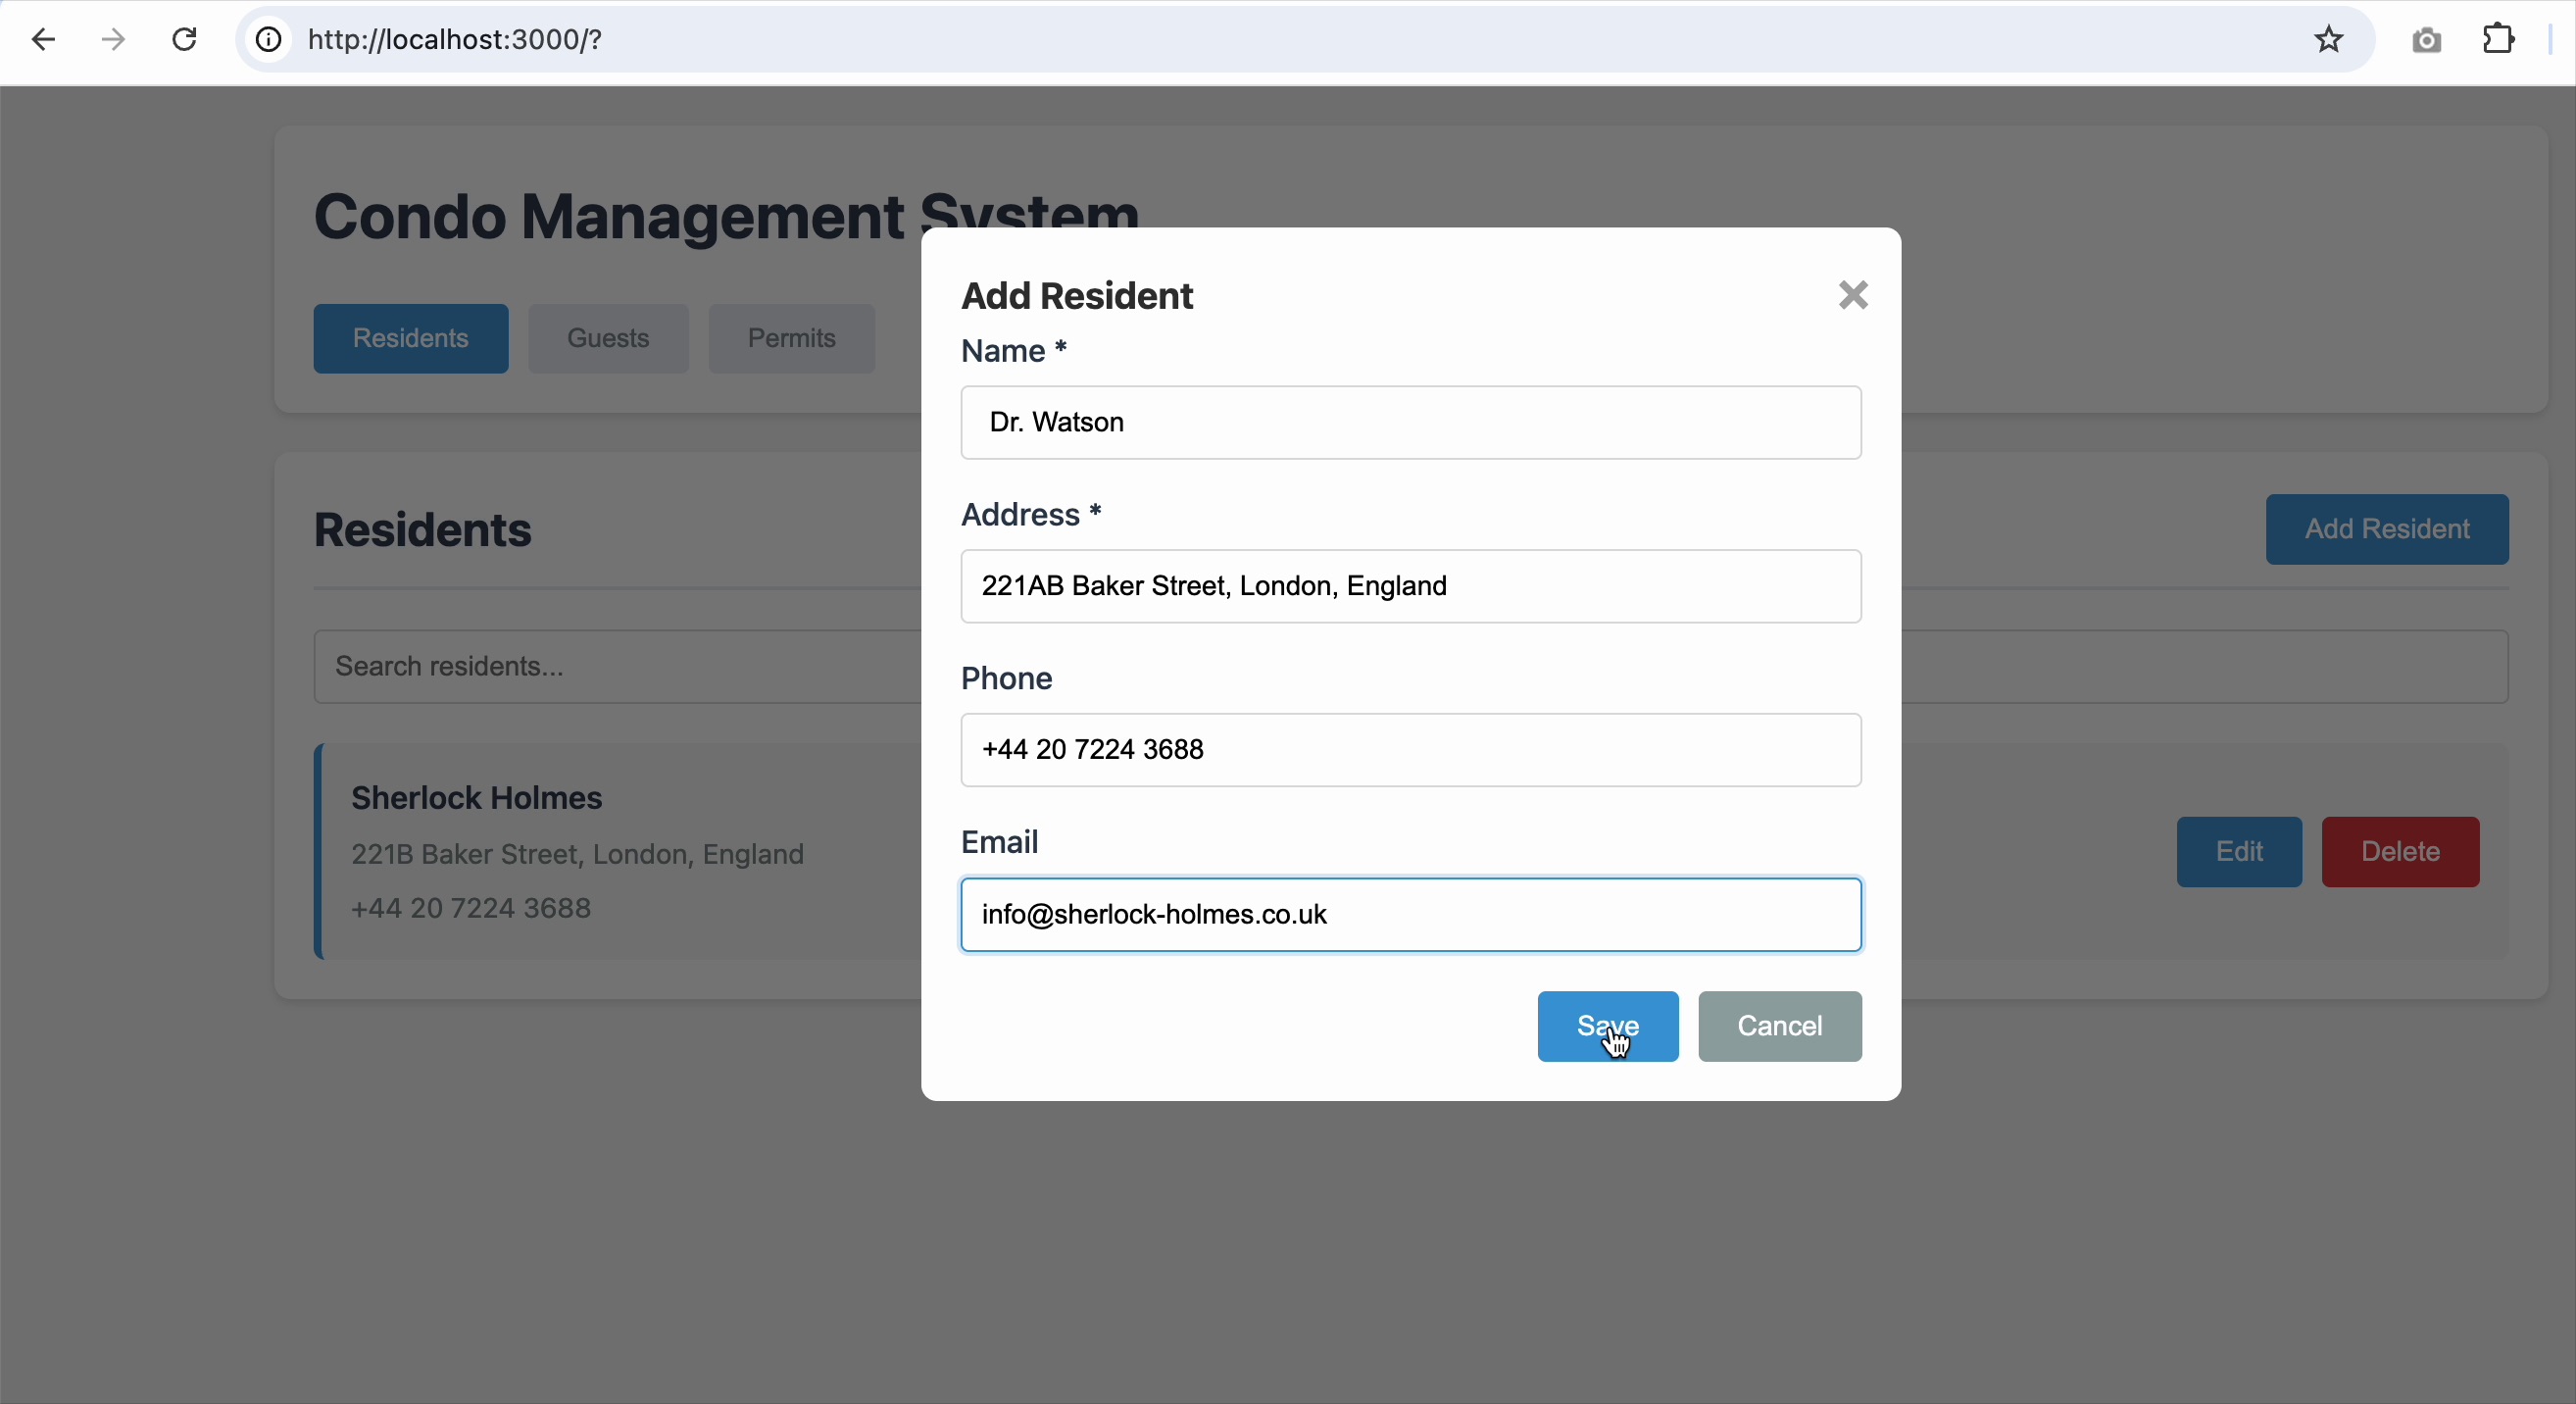 http://localhost:3000/?
Condo Management System
Residents Guests Permits
Residents
Add Resident
Search residents...
Sherlock Holmes
221B Baker Street, London, England
+44 20 7224 3688
Edit Delete
Add Resident
Name *
Dr. Watson
Address *
221AB Baker Street, London, England
Phone
+44 20 7224 3688
Email
info@sherlock-holmes.co.uk
Save Cancel